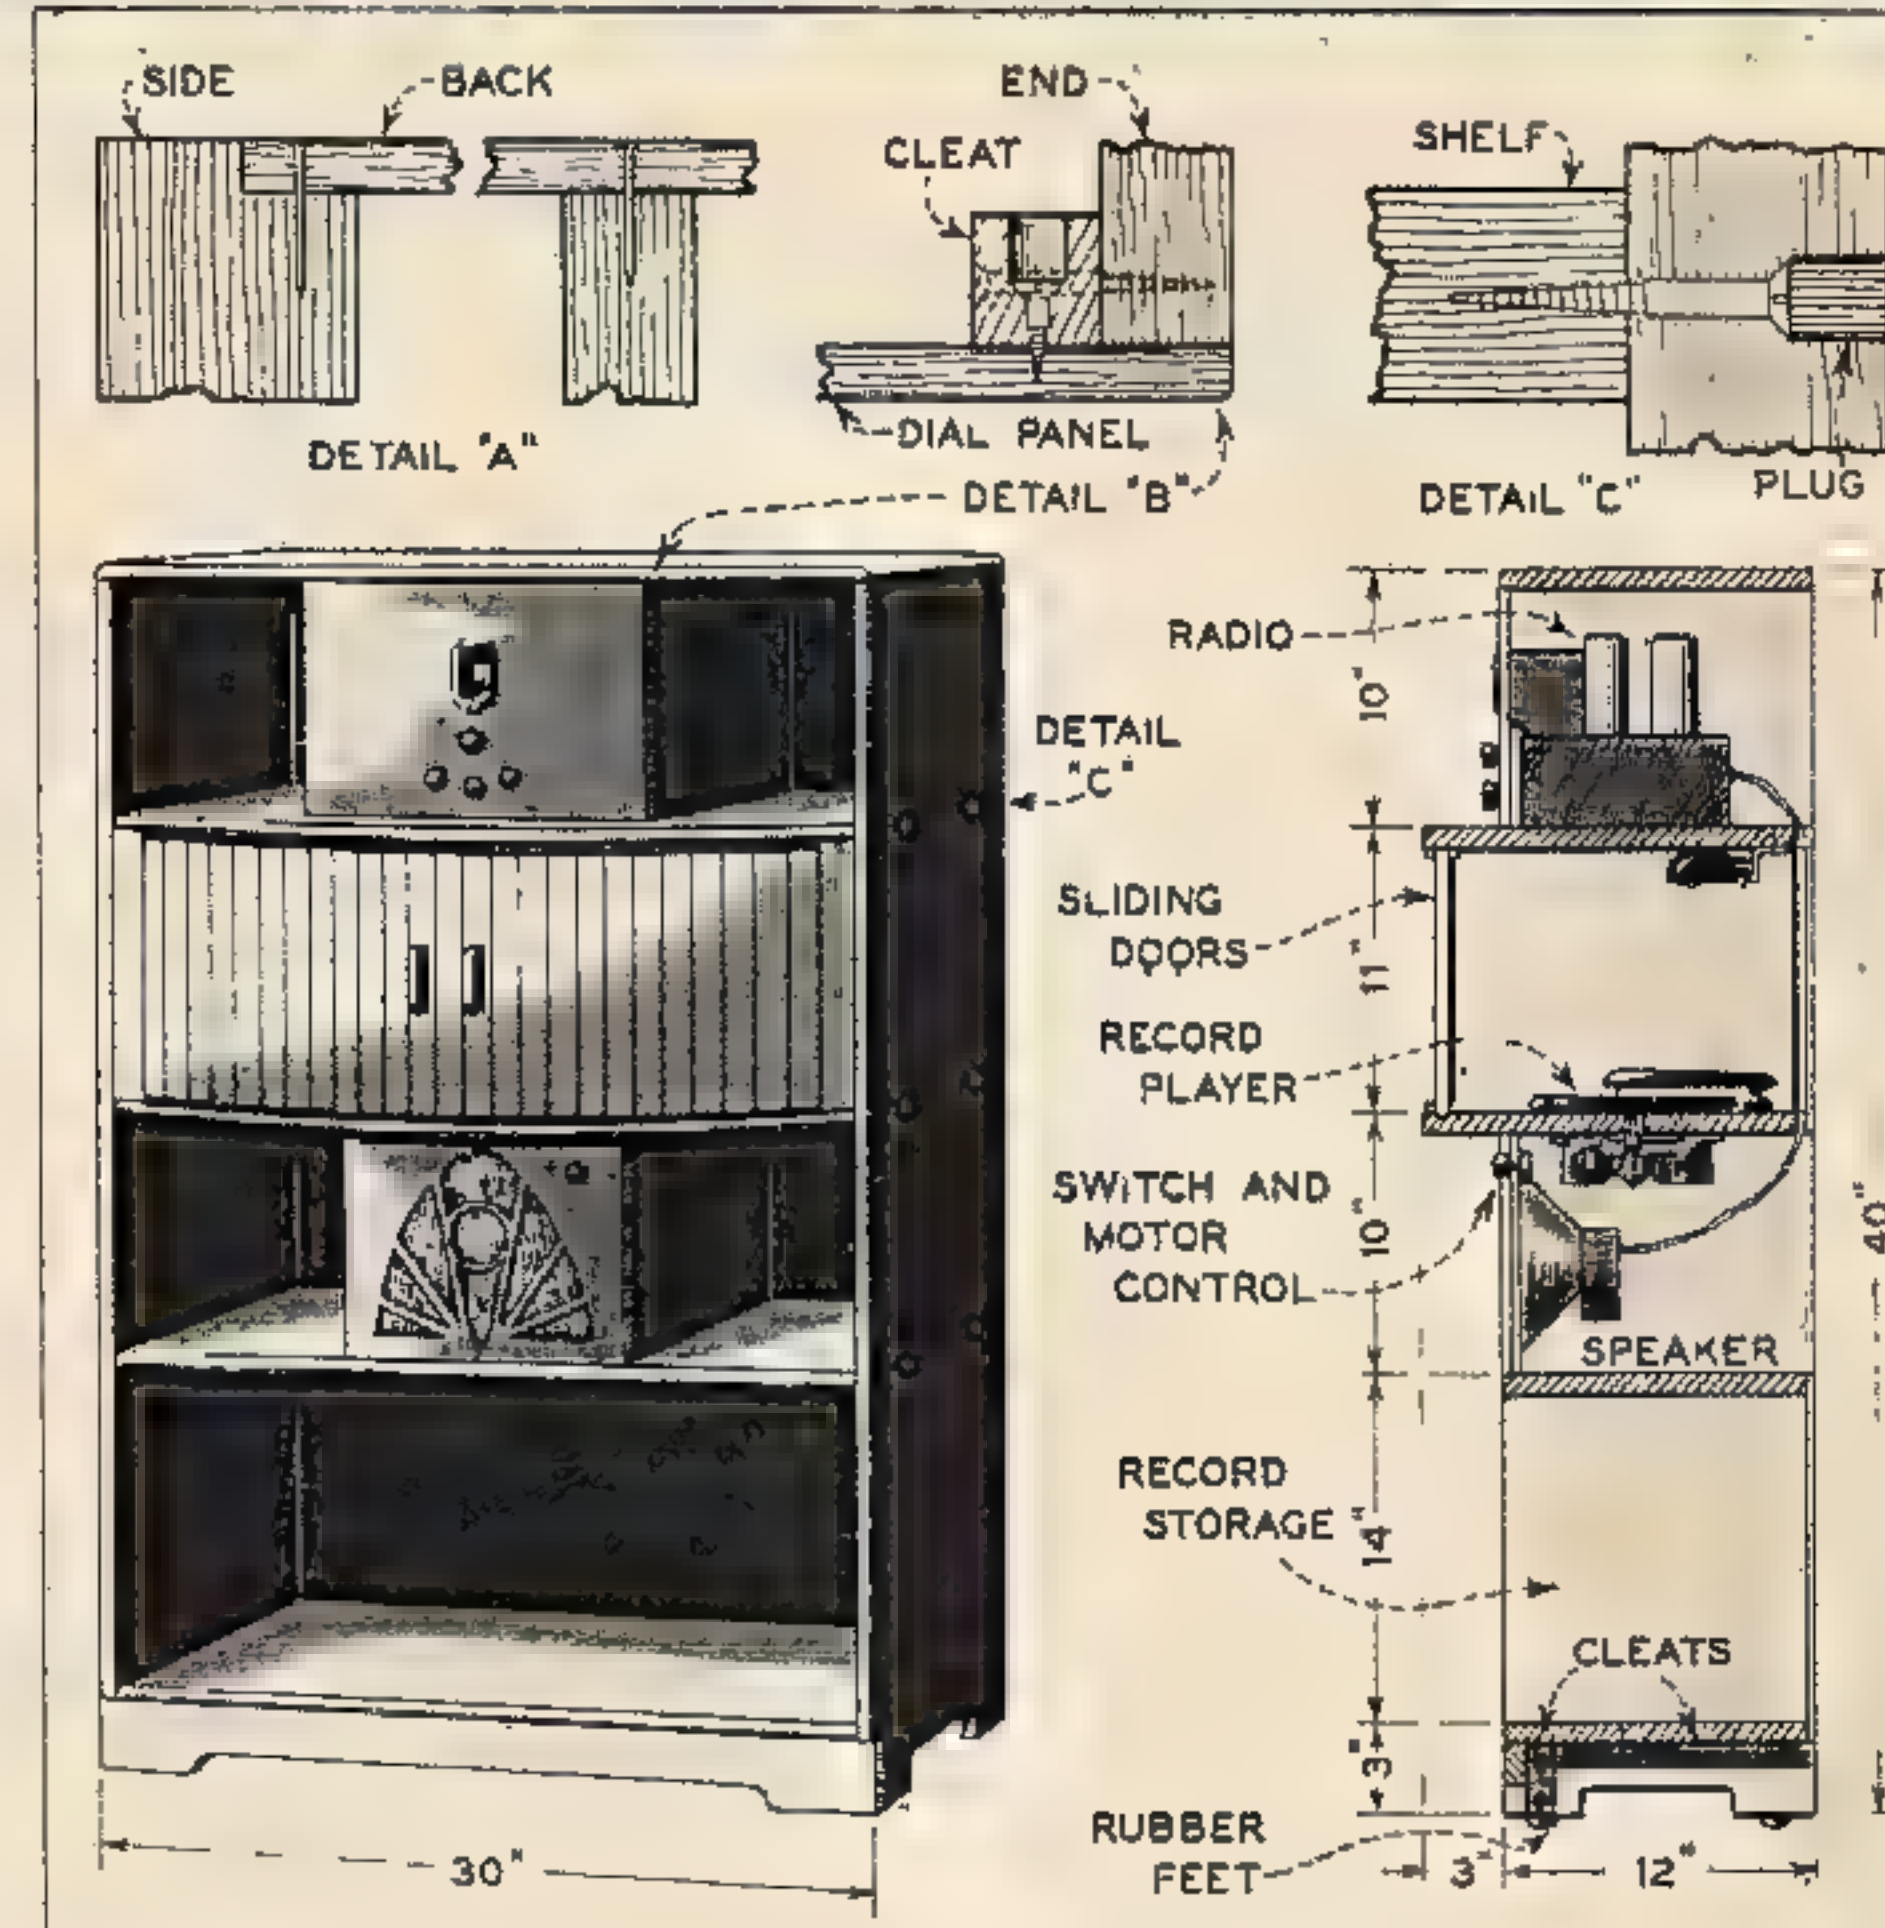 SIDE
BACK
END
CLEAT
SHELF
DIAL PANEL
DETAIL "A"
DETAIL "B"
DETAIL "C"
PLUG
RADIO
10"
DETAIL
"C"
SLIDING
DOORS
11"
RECORD
PLAYER
SWITCH AND
MOTOR
CONTROL
10"
40"
SPEAKER
RECORD
STORAGE
14"
CLEATS
3"
RUBBER
FEET
3"
12"
30"